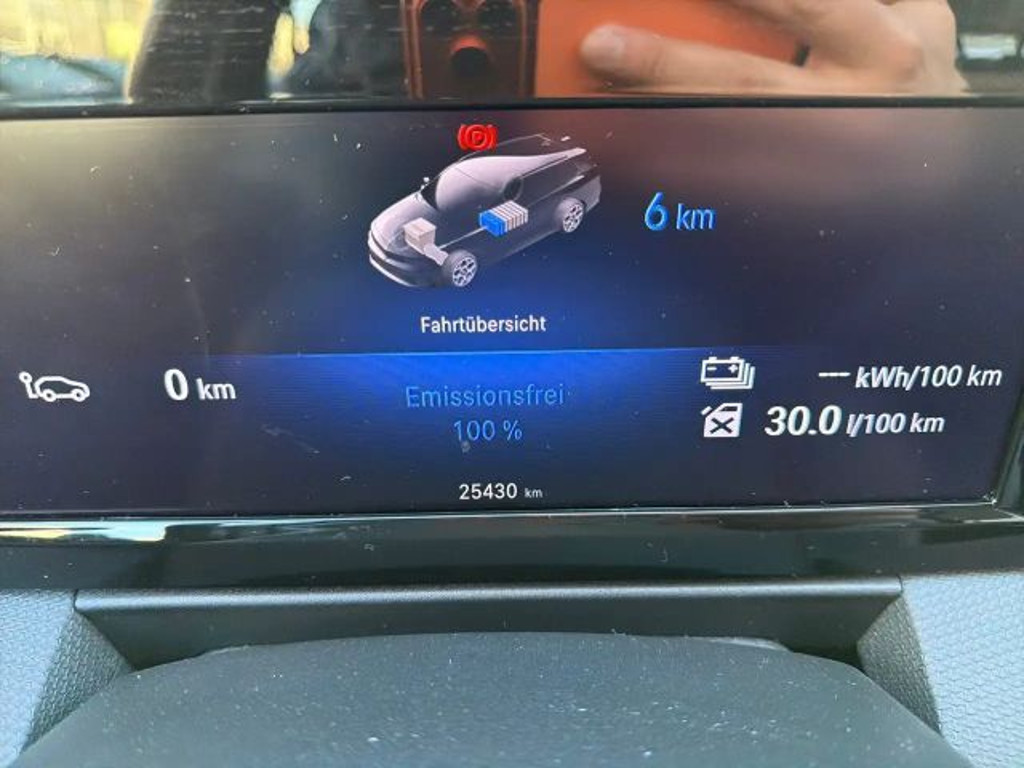 (P)
6 km
Fahrtübersicht
0 km
Emissionsfrei
100 %
--- kWh/100 km
30.0 l/100 km
25430 km